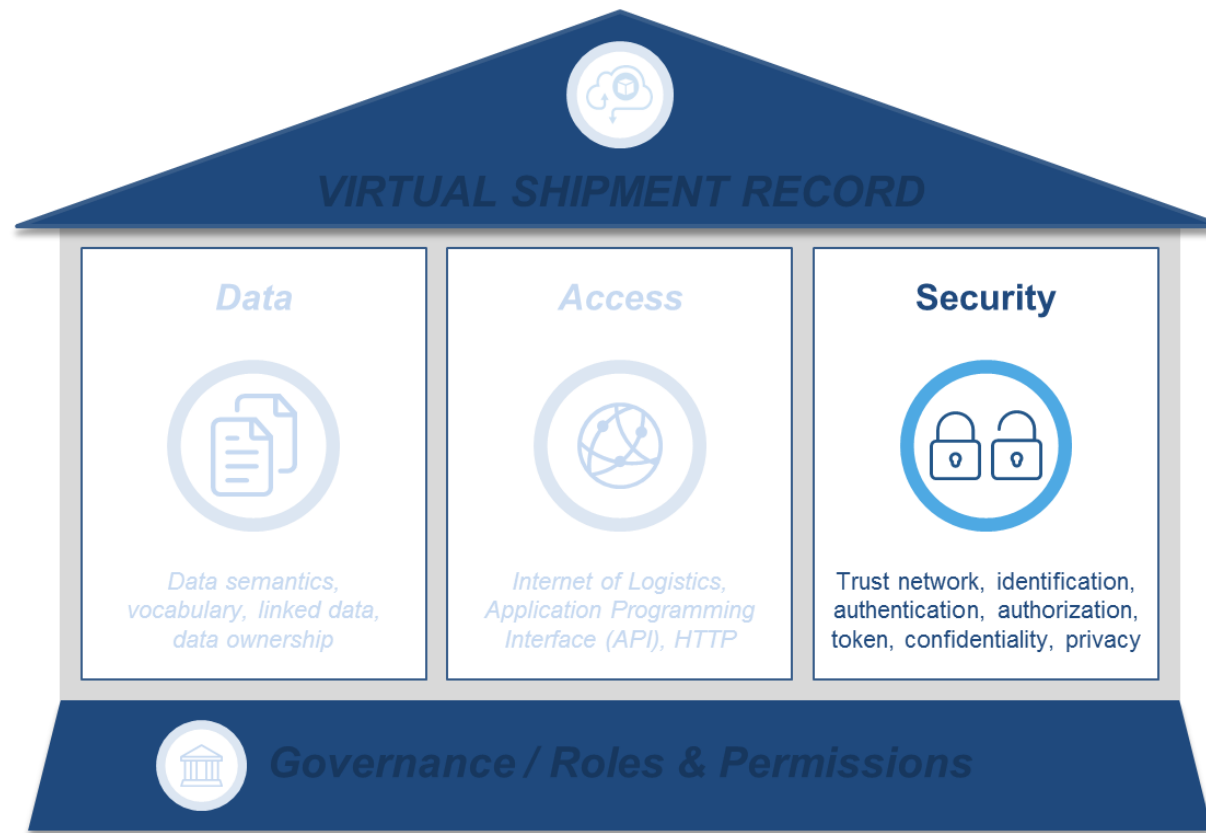 VIRTUAL SHIPMENT RECORD
Data
Data semantics,
vocabulary, linked data,
data ownership
Access
Internet of Logistics,
Application Programming
Interface (API), HTTP
Security
Trust network, identification,
authentication, authorization,
token, confidentiality, privacy
Governance / Roles & Permissions